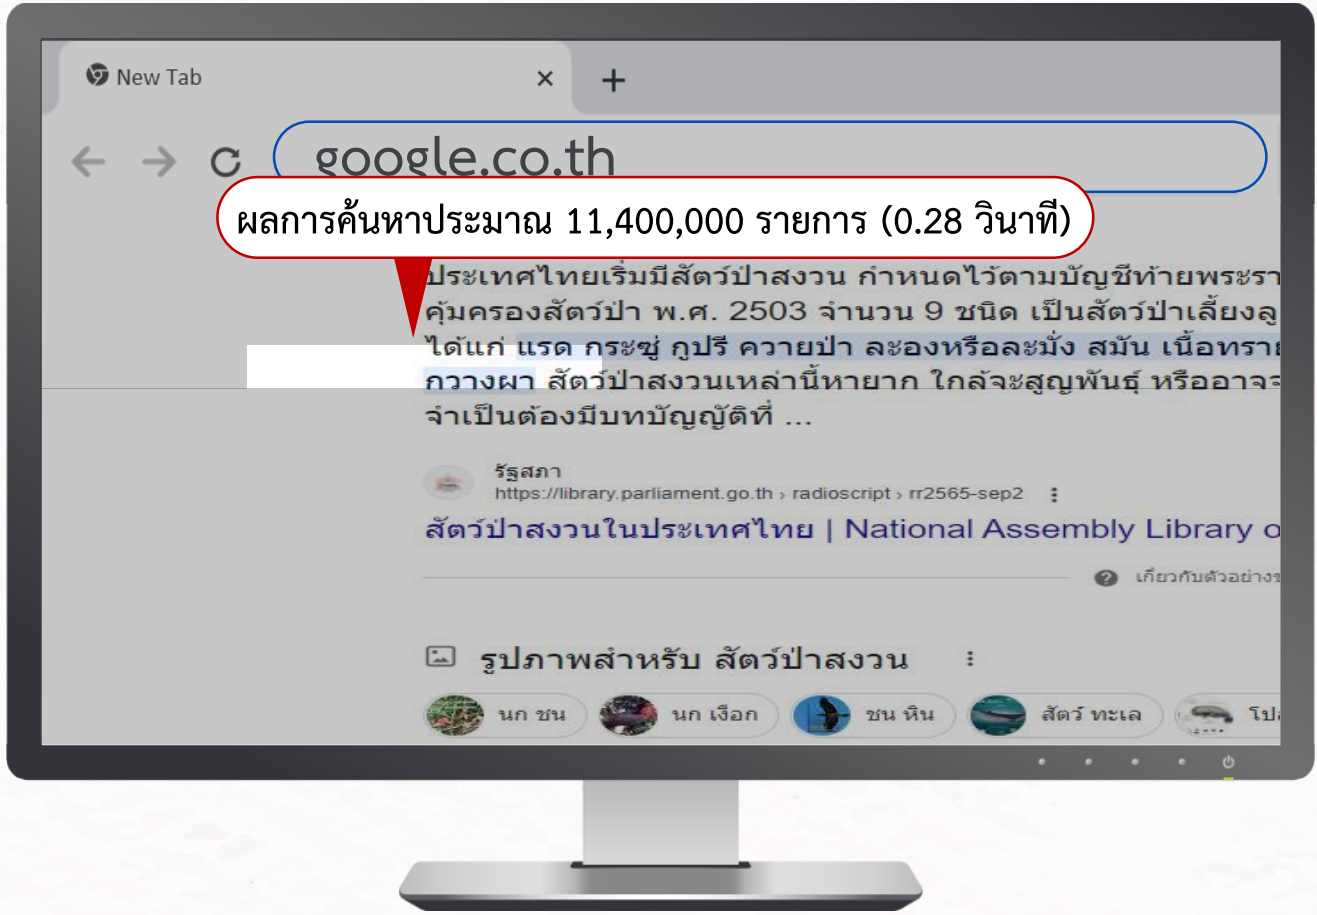 New Tab
google.co.th
ผลการค้นหาประมาณ 11,400,000 รายการ (0.28 วินาที)
ประเทศไทยเริ่มมีสัตว์ป่าสงวน กำหนดไว้ตามบัญชีท้ายพระรา
คุ้มครองสัตว์ป่า พ.ศ. 2503 จำนวน 9 ชนิด เป็นสัตว์ป่าเลี้ยงลู
ได้แก่ แรด กระซู่ กูปรี ควายป่า ละองหรือละมั่ง สมัน เนื้อทราย
กวางผา สัตว์ป่าสงวนเหล่านี้หายาก ใกล้จะสูญพันธุ์ หรืออาจจ
จำเป็นต้องมีบทบัญญัติที่ ...
รัฐสภา
https://library.parliament.go.th › radioscript › rr2565-sep2
สัตว์ป่าสงวนในประเทศไทย | National Assembly Library o
เกี่ยวกับตัวอย่างข
รูปภาพสำหรับ สัตว์ป่าสงวน
นก ชน นก เงือก ชน หิน สัตว์ ทะเล